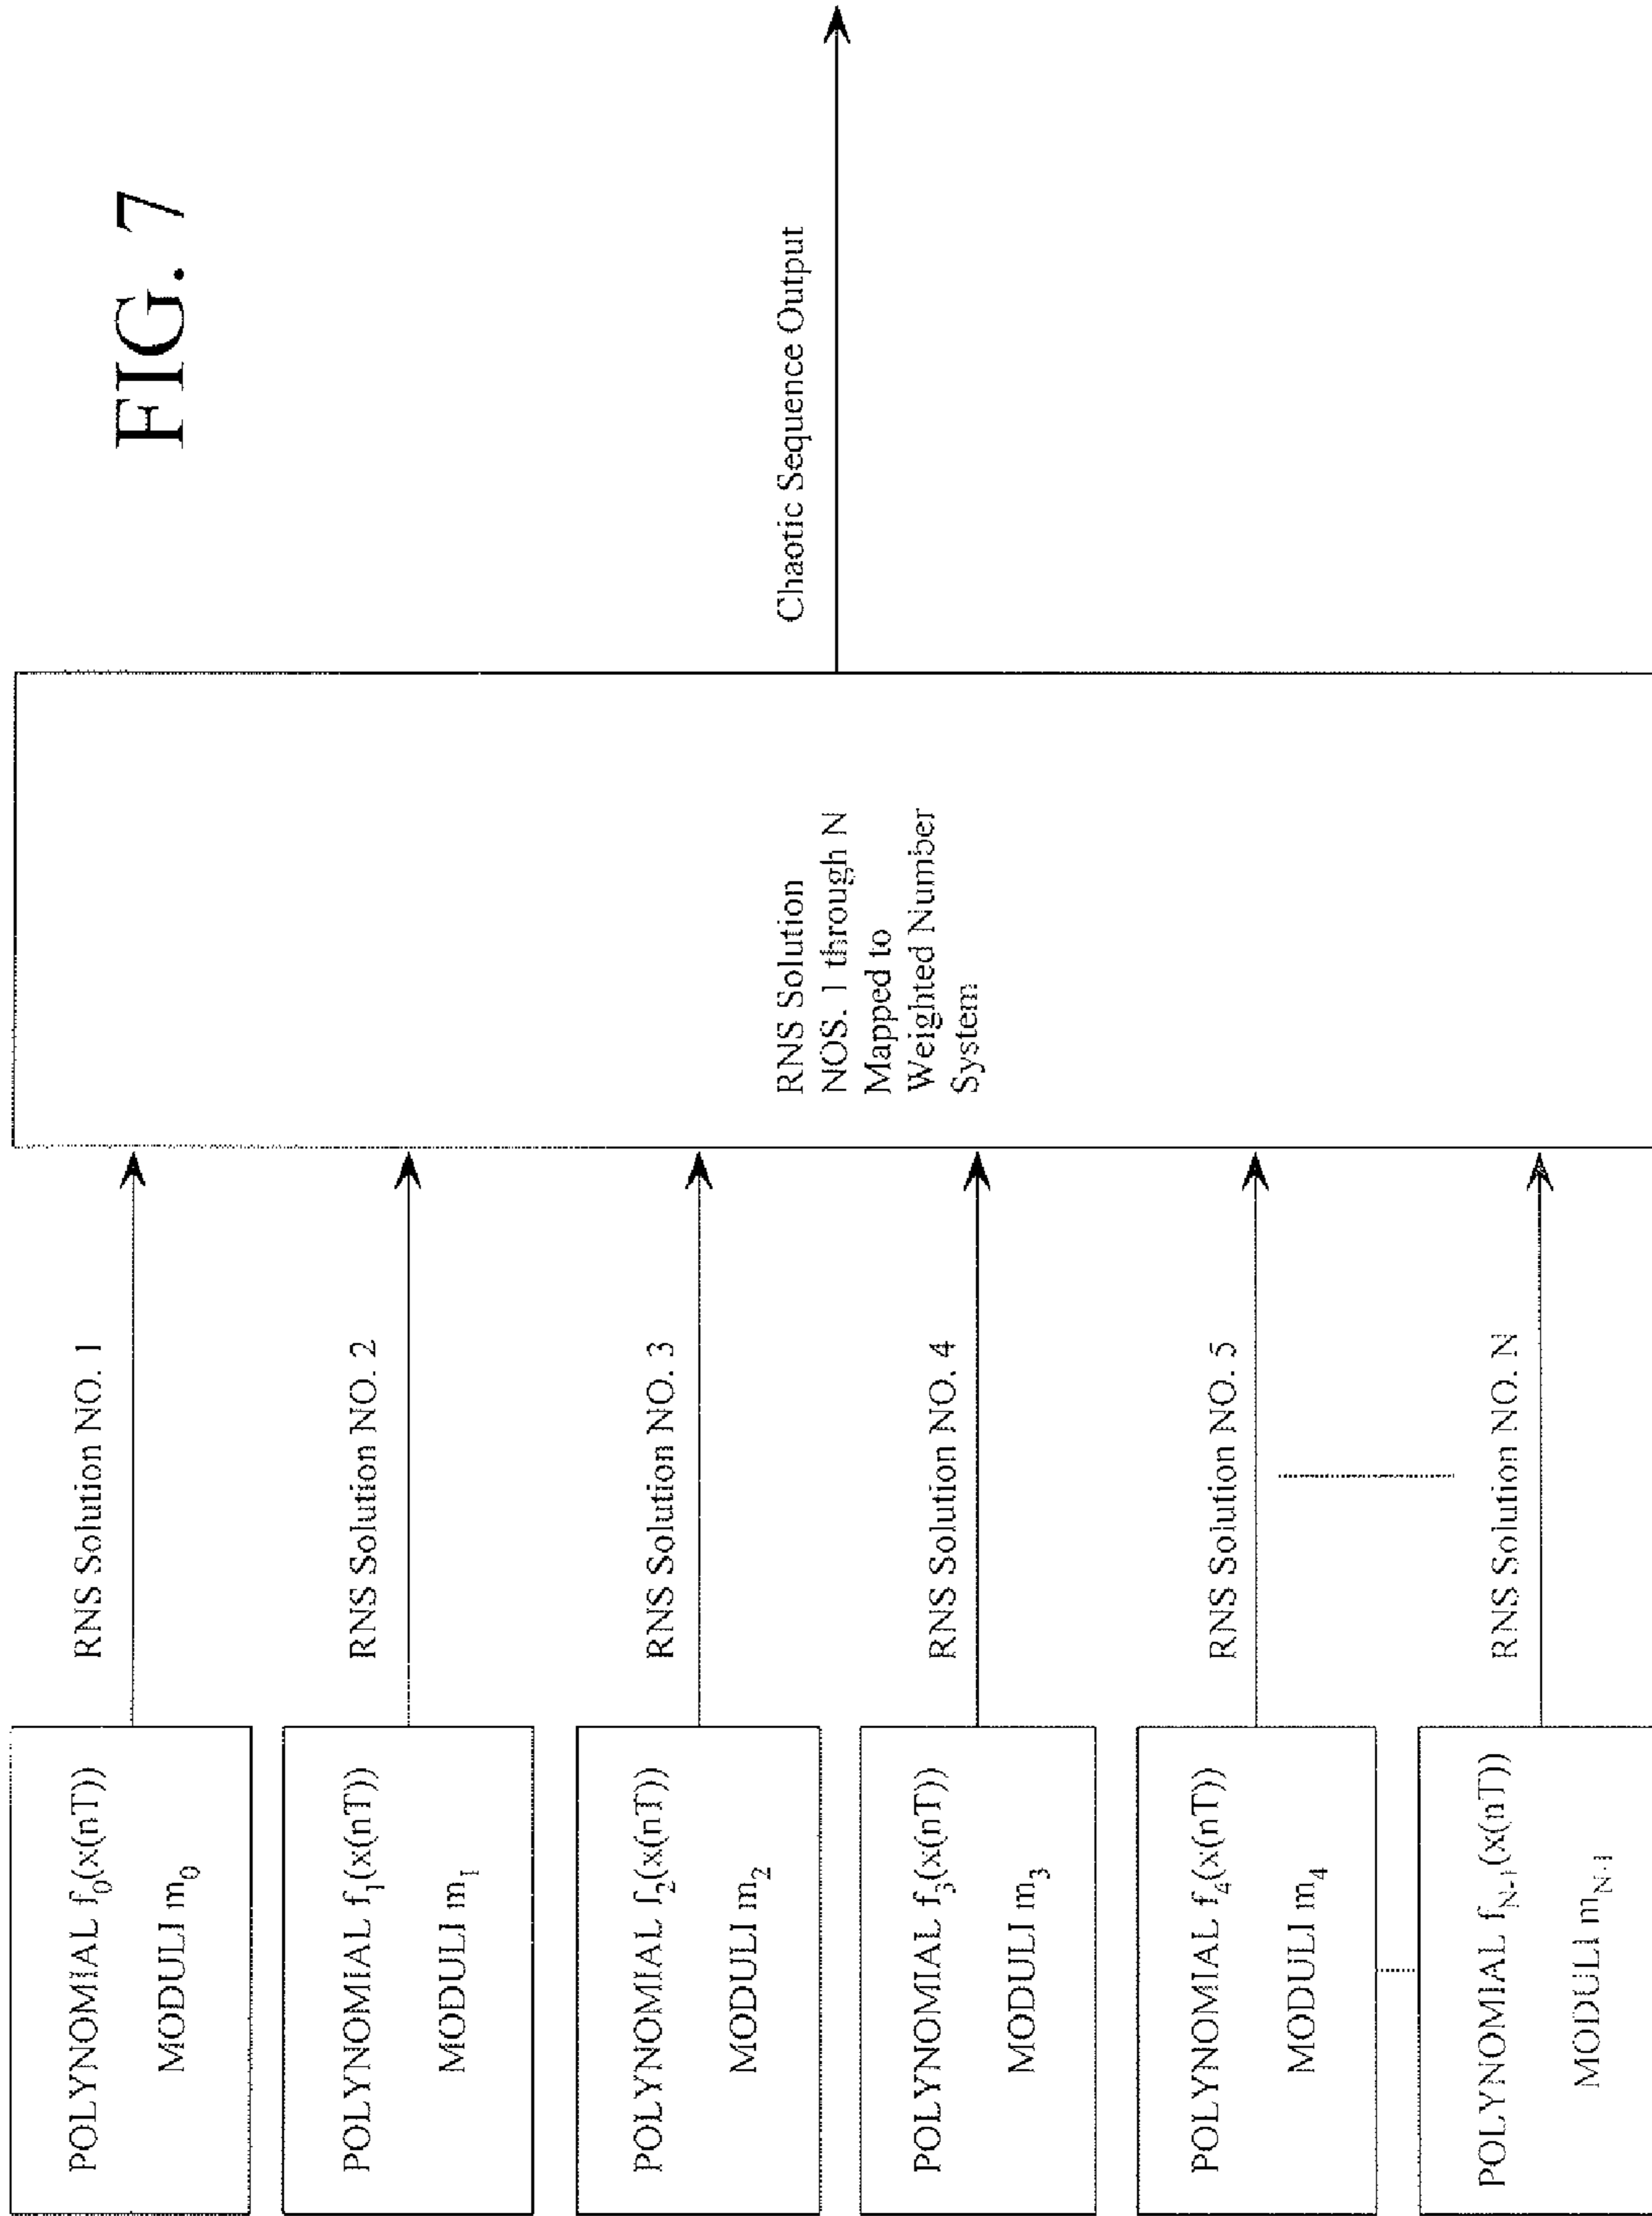 FIG. 7
POLYNOMIAL f₀(x(nT))
MODULI m₀
RNS Solution NO. 1
POLYNOMIAL f₁(x(nT))
MODULI m₁
RNS Solution NO. 2
POLYNOMIAL f₂(x(nT))
MODULI m₂
RNS Solution NO. 3
POLYNOMIAL f₃(x(nT))
MODULI m₃
RNS Solution NO. 4
POLYNOMIAL f₄(x(nT))
MODULI m₄
RNS Solution NO. 5
POLYNOMIAL f_N-1(x(nT))
MODULI m_N-1
RNS Solution NO. N
RNS Solution
NOS. 1 through N
Mapped to
Weighted Number
System
Chaotic Sequence Output